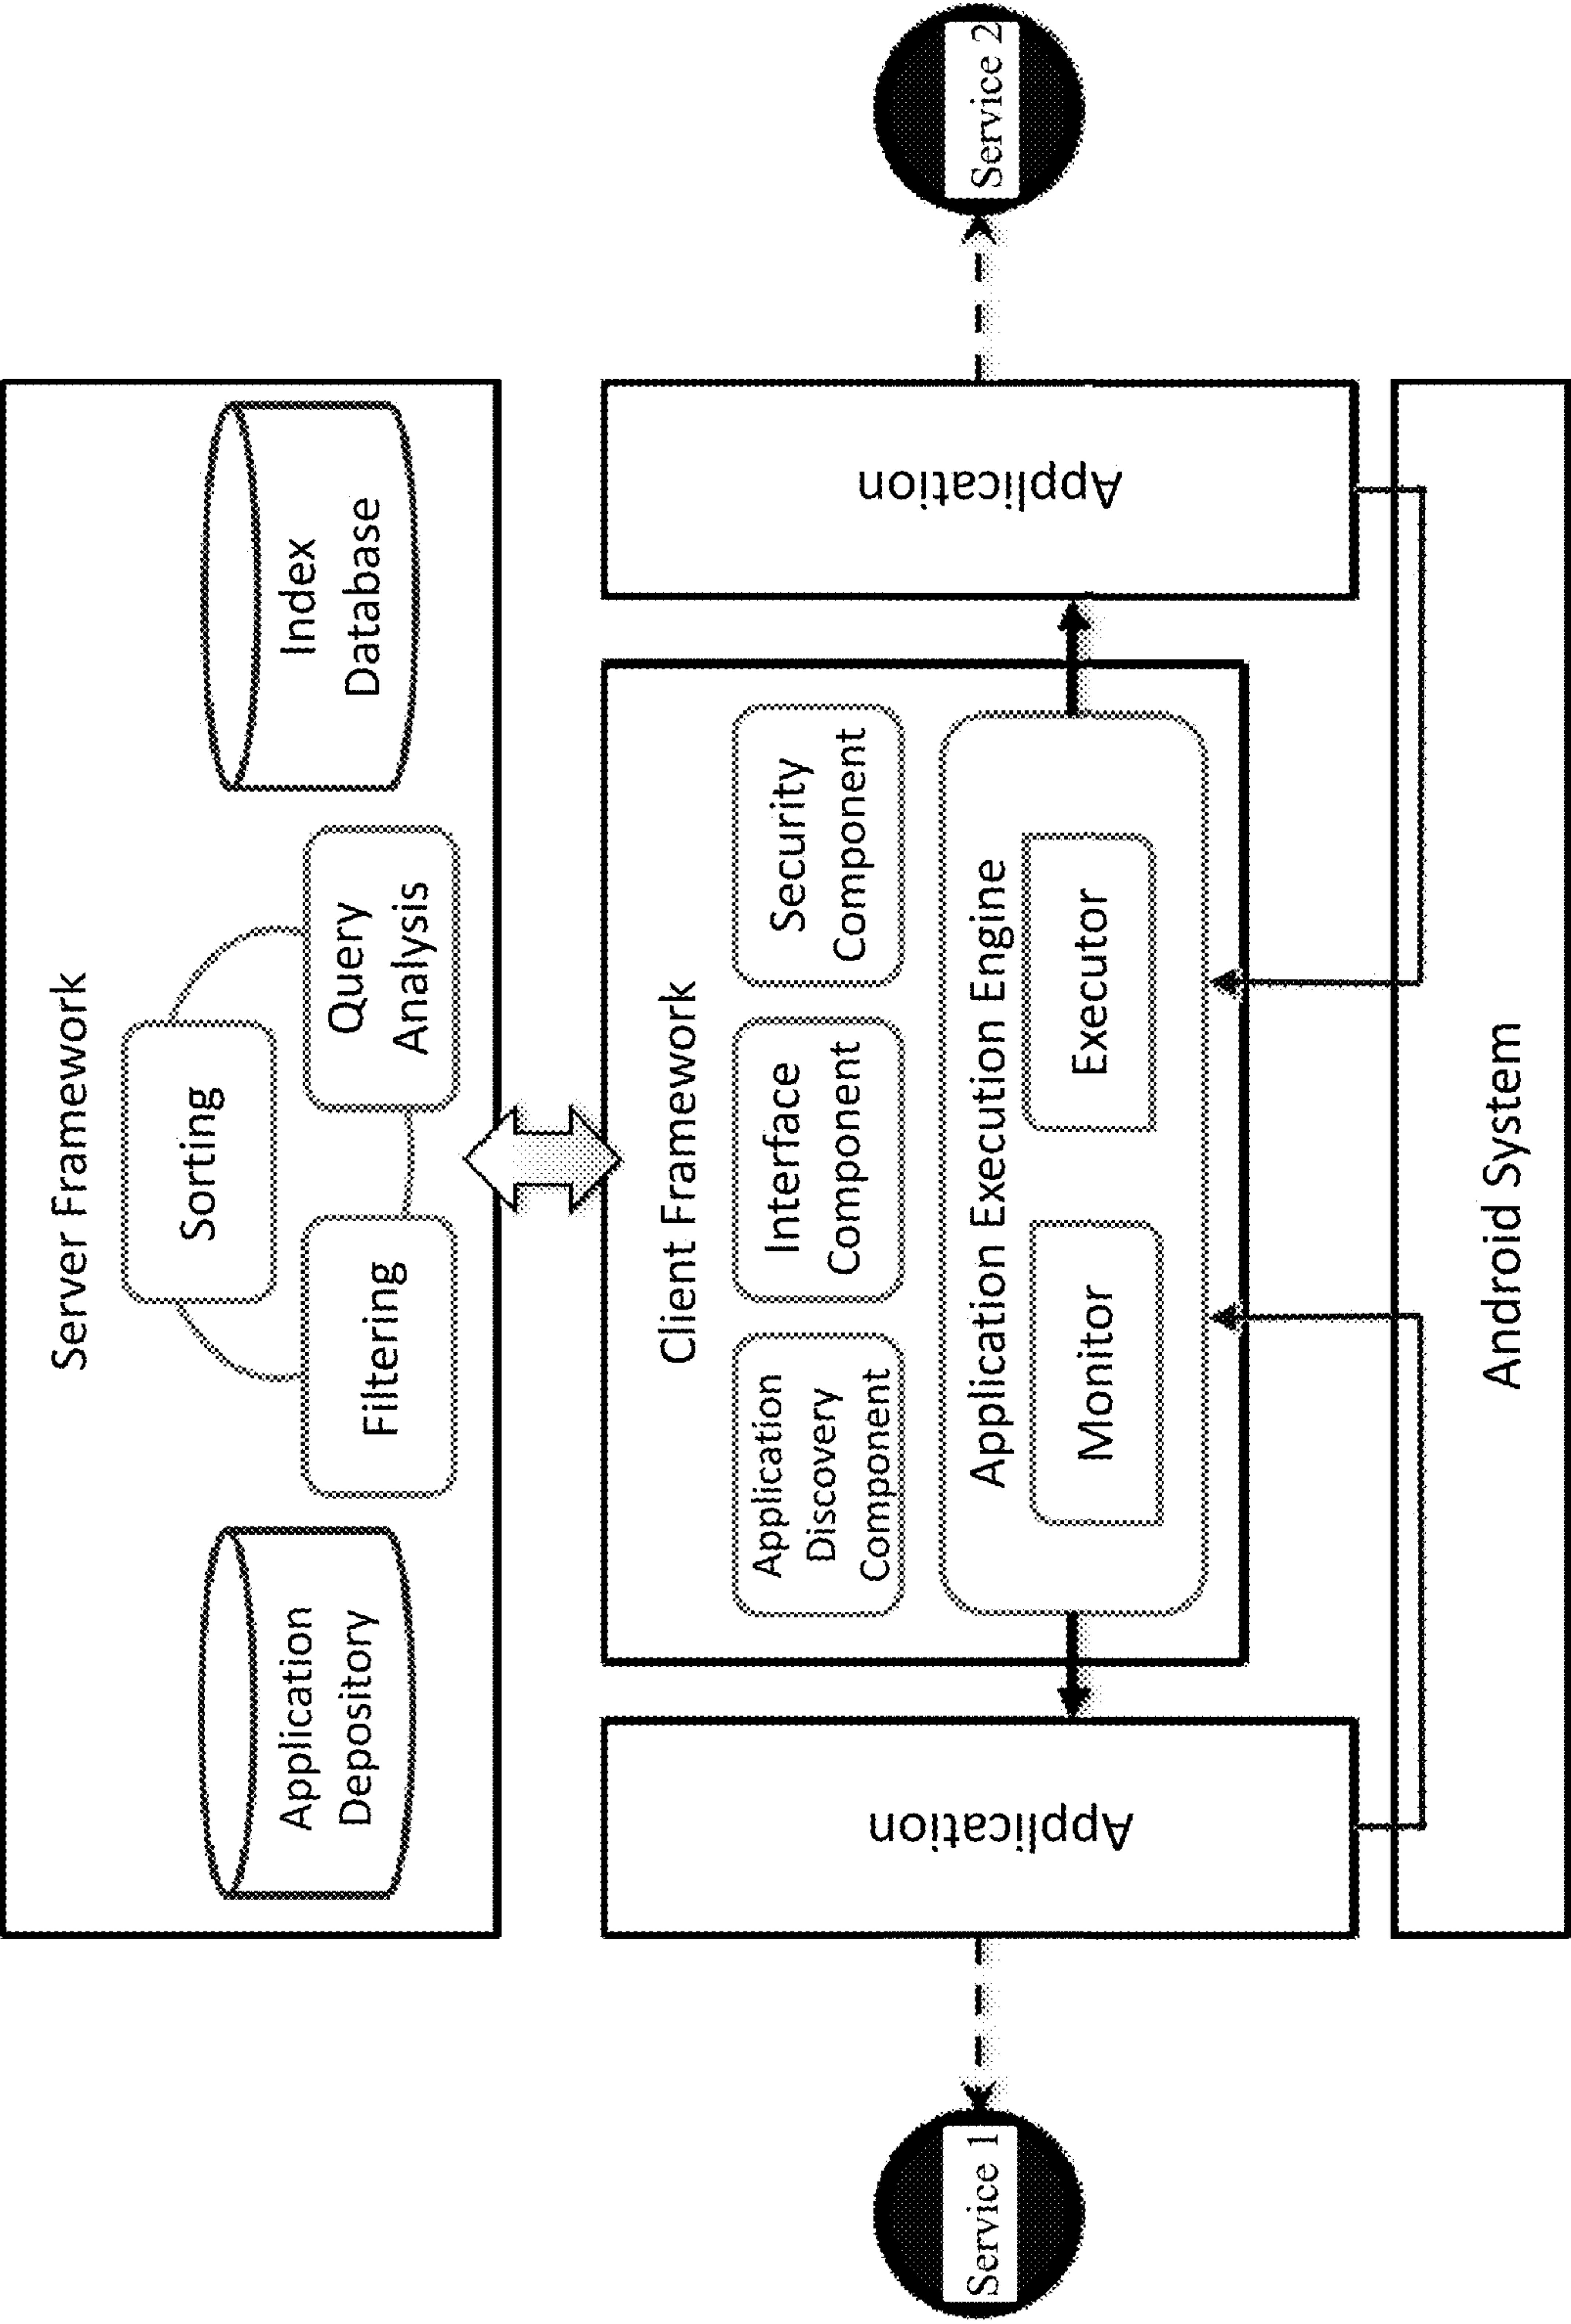 Server Framework
Application
Depository
Sorting
Filtering
Query
Analysis
Index
Database
Client Framework
Application
Discovery
Component
Interface
Component
Security
Component
Application Execution Engine
Monitor
Executor
Application
Application
Service 1
Service 2
Android System